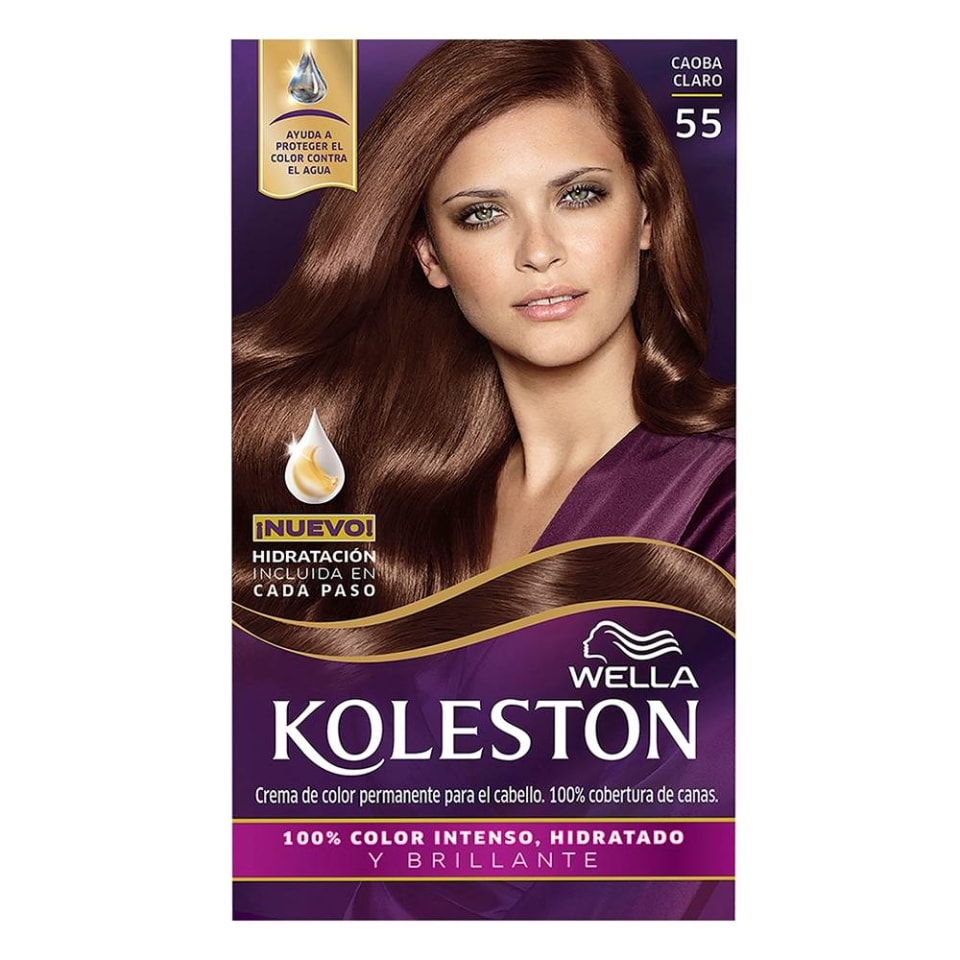 AYUDA A
PROTEGER EL
COLOR CONTRA
EL AGUA
CAOBA
CLARO
55
¡NUEVO!
HIDRATACIÓN
INCLUIDA EN
CADA PASO
WELLA
KOLESTON
Crema de color permanente para el cabello. 100% cobertura de canas.
100% COLOR INTENSO, HIDRATADO
Y BRILLANTE